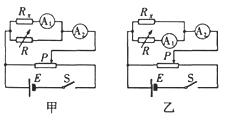 Rx A₁ A₂
R
P
E S
甲
Rx A₂
R A₁
P
E S
乙